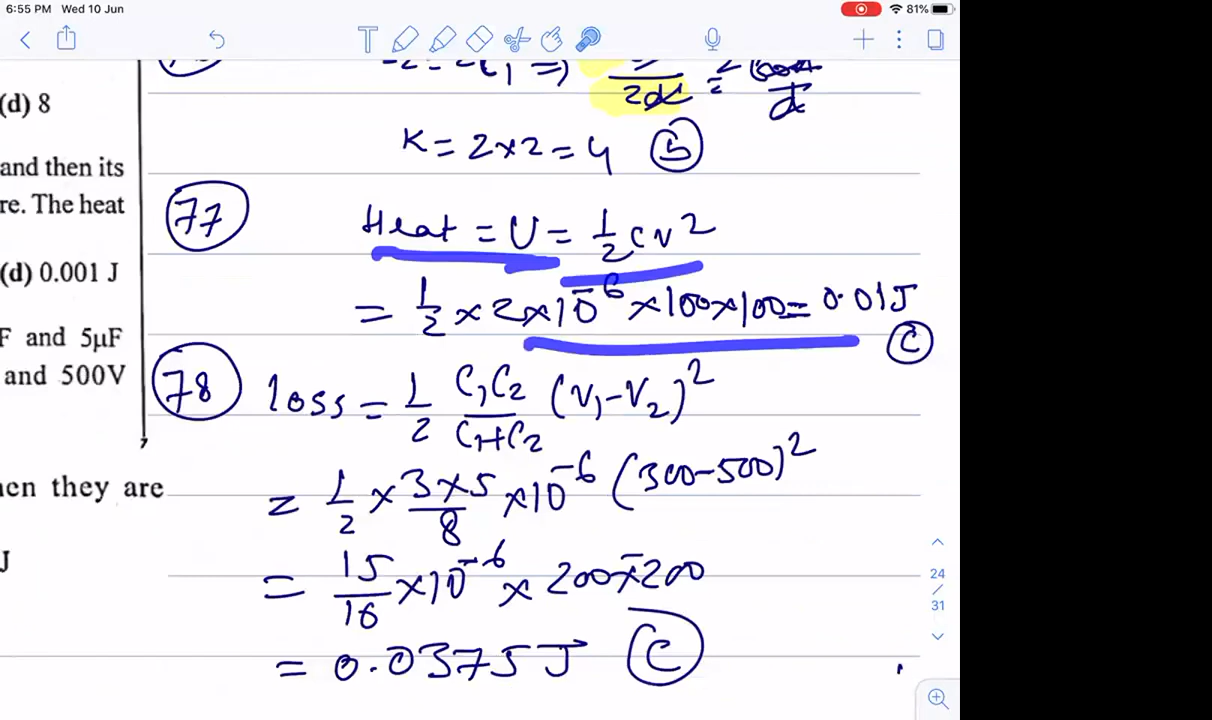 6:55 PM Wed 10 Jun
81%
T
(d) 8
2d
K = 2×2 = 4 (b)
and then its
re. The heat
(77)
Heat = U = 1/2 CV²
(d) 0.001 J
= 1/2 × 2×10⁻⁶ ×100×100 = 0.01J
(C)
F and 5µF
and 500V
(78) loss = 1/2 C₁C₂/C₁+C₂ (V₁-V₂)²
en they are
= 1/2 × 3×5/8 ×10⁻⁶ (300-500)²
J
= 15/16 ×10⁻⁶ × 200×200
= 0.0375 J (C)
24
/
31